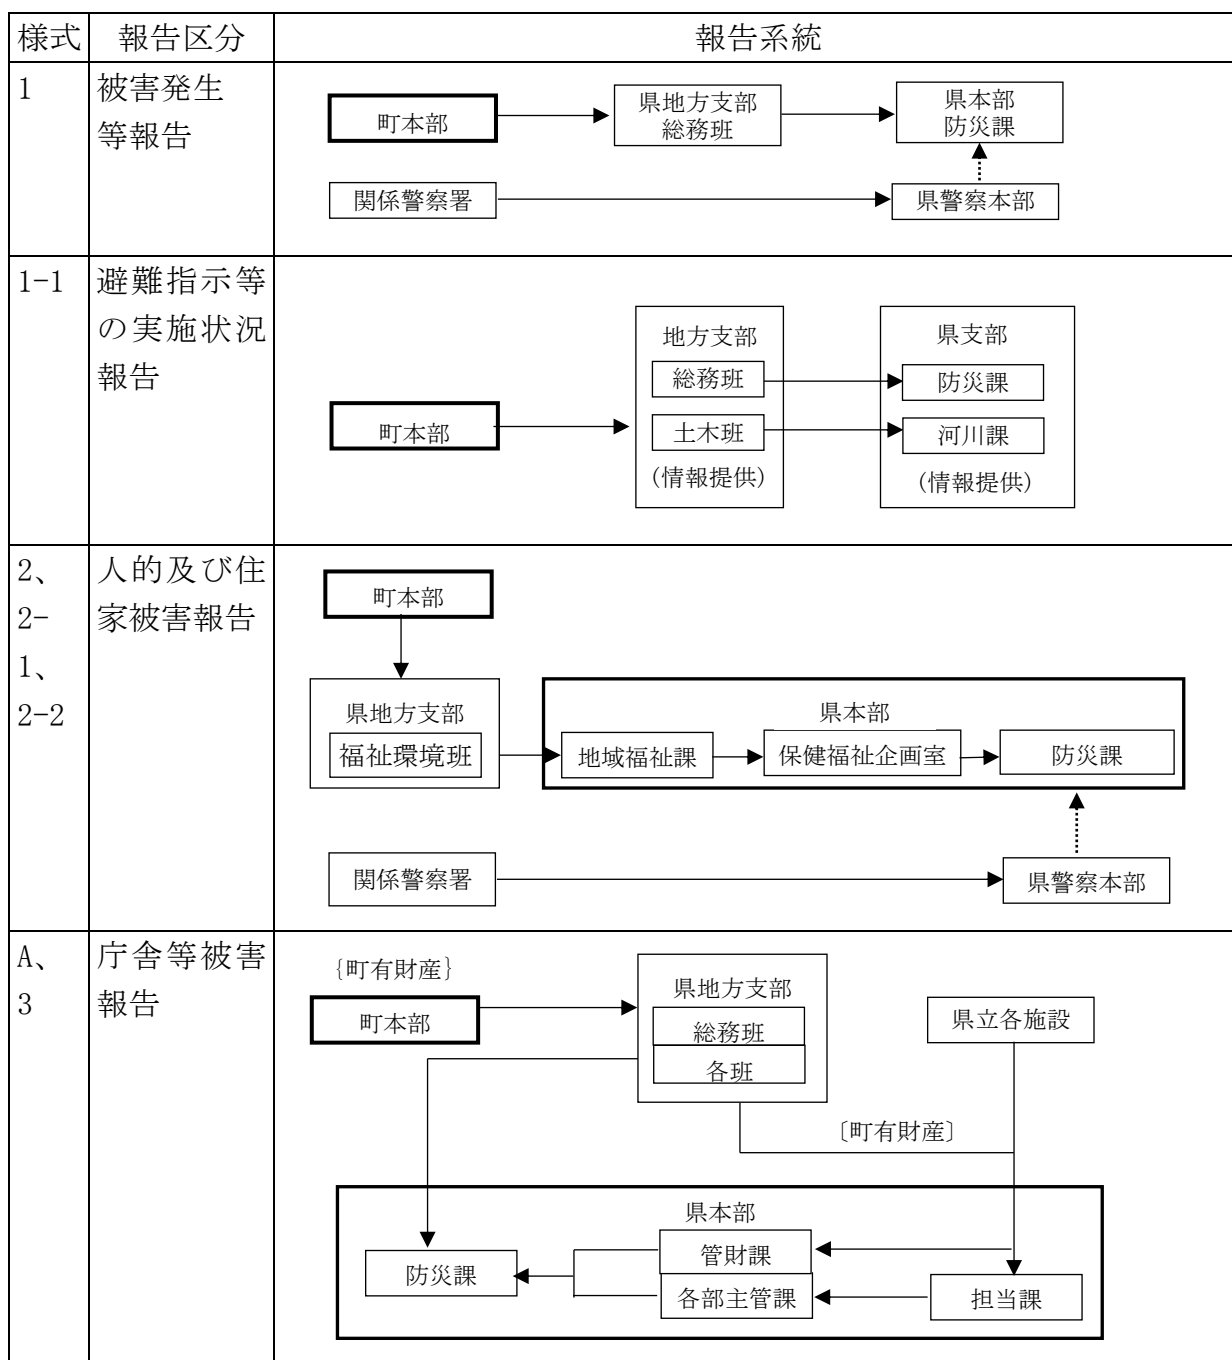 様式 報告区分 報告系統
1 被害発生
等報告
町本部
県地方支部
総務班
県本部
防災課
関係警察署
県警察本部
1-1 避難指示等
の実施状況
報告
町本部
地方支部
総務班
土木班
(情報提供)
県支部
防災課
河川課
(情報提供)
2、
2-
1、
2-2
人的及び住
家被害報告
町本部
県地方支部
福祉環境班
県本部
地域福祉課
保健福祉企画室
防災課
関係警察署
県警察本部
A、
3
庁舎等被害
報告
{町有財産}
町本部
県地方支部
総務班
各班
県立各施設
〔町有財産〕
県本部
防災課
管財課
各部主管課
担当課